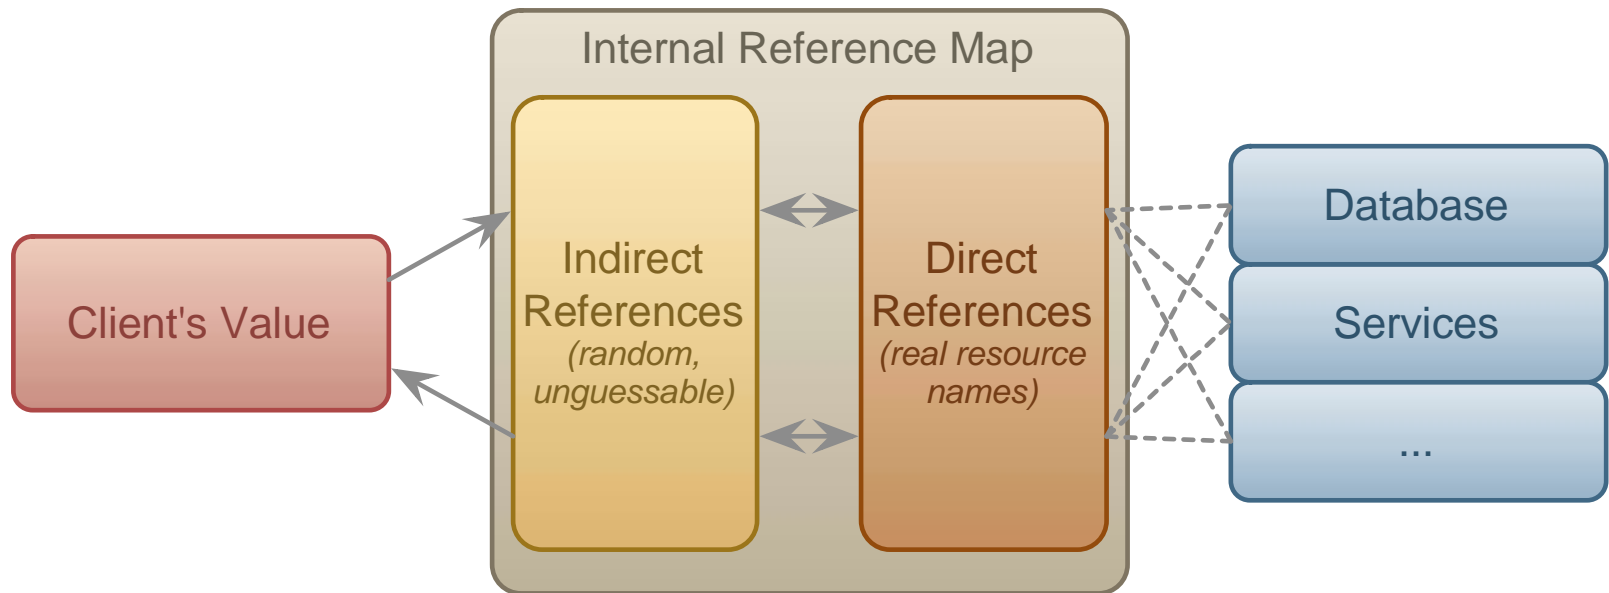 Internal Reference Map
Client's Value
Indirect
References
(random,
unguessable)
Direct
References
(real resource
names)
Database
Services
...